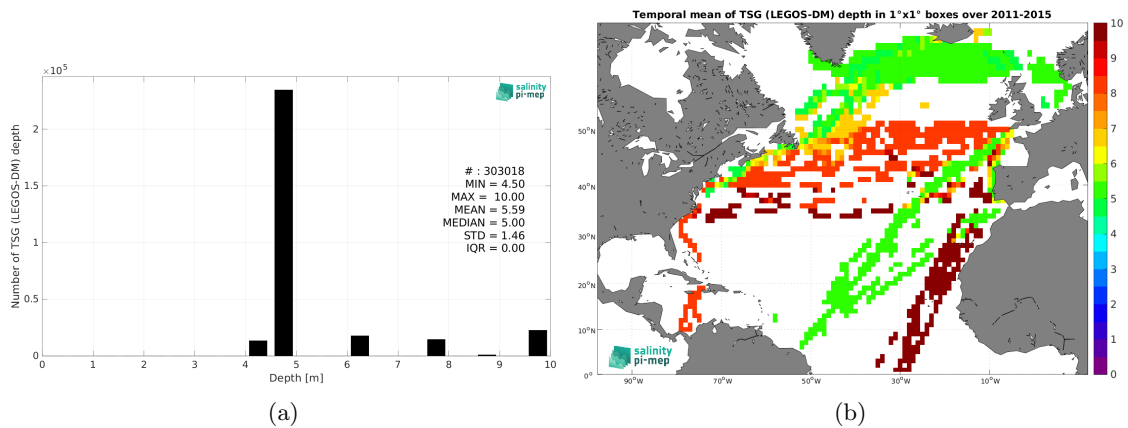 ×10⁵
2
1.5
1
0.5
0
Number of TSG (LEGOS-DM) depth
salinity
pi-mep
# : 303018
MIN = 4.50
MAX = 10.00
MEAN = 5.59
MEDIAN = 5.00
STD = 1.46
IQR = 0.00
0 1 2 3 4 5 6 7 8 9 10
Depth [m]
(a)
Temporal mean of TSG (LEGOS-DM) depth in 1°x1° boxes over 2011-2015
50°N
40°N
30°N
20°N
10°N
0°
90°W 70°W 50°W 30°W 10°W
salinity
pi-mep
10
9
8
7
6
5
4
3
2
1
0
(b)